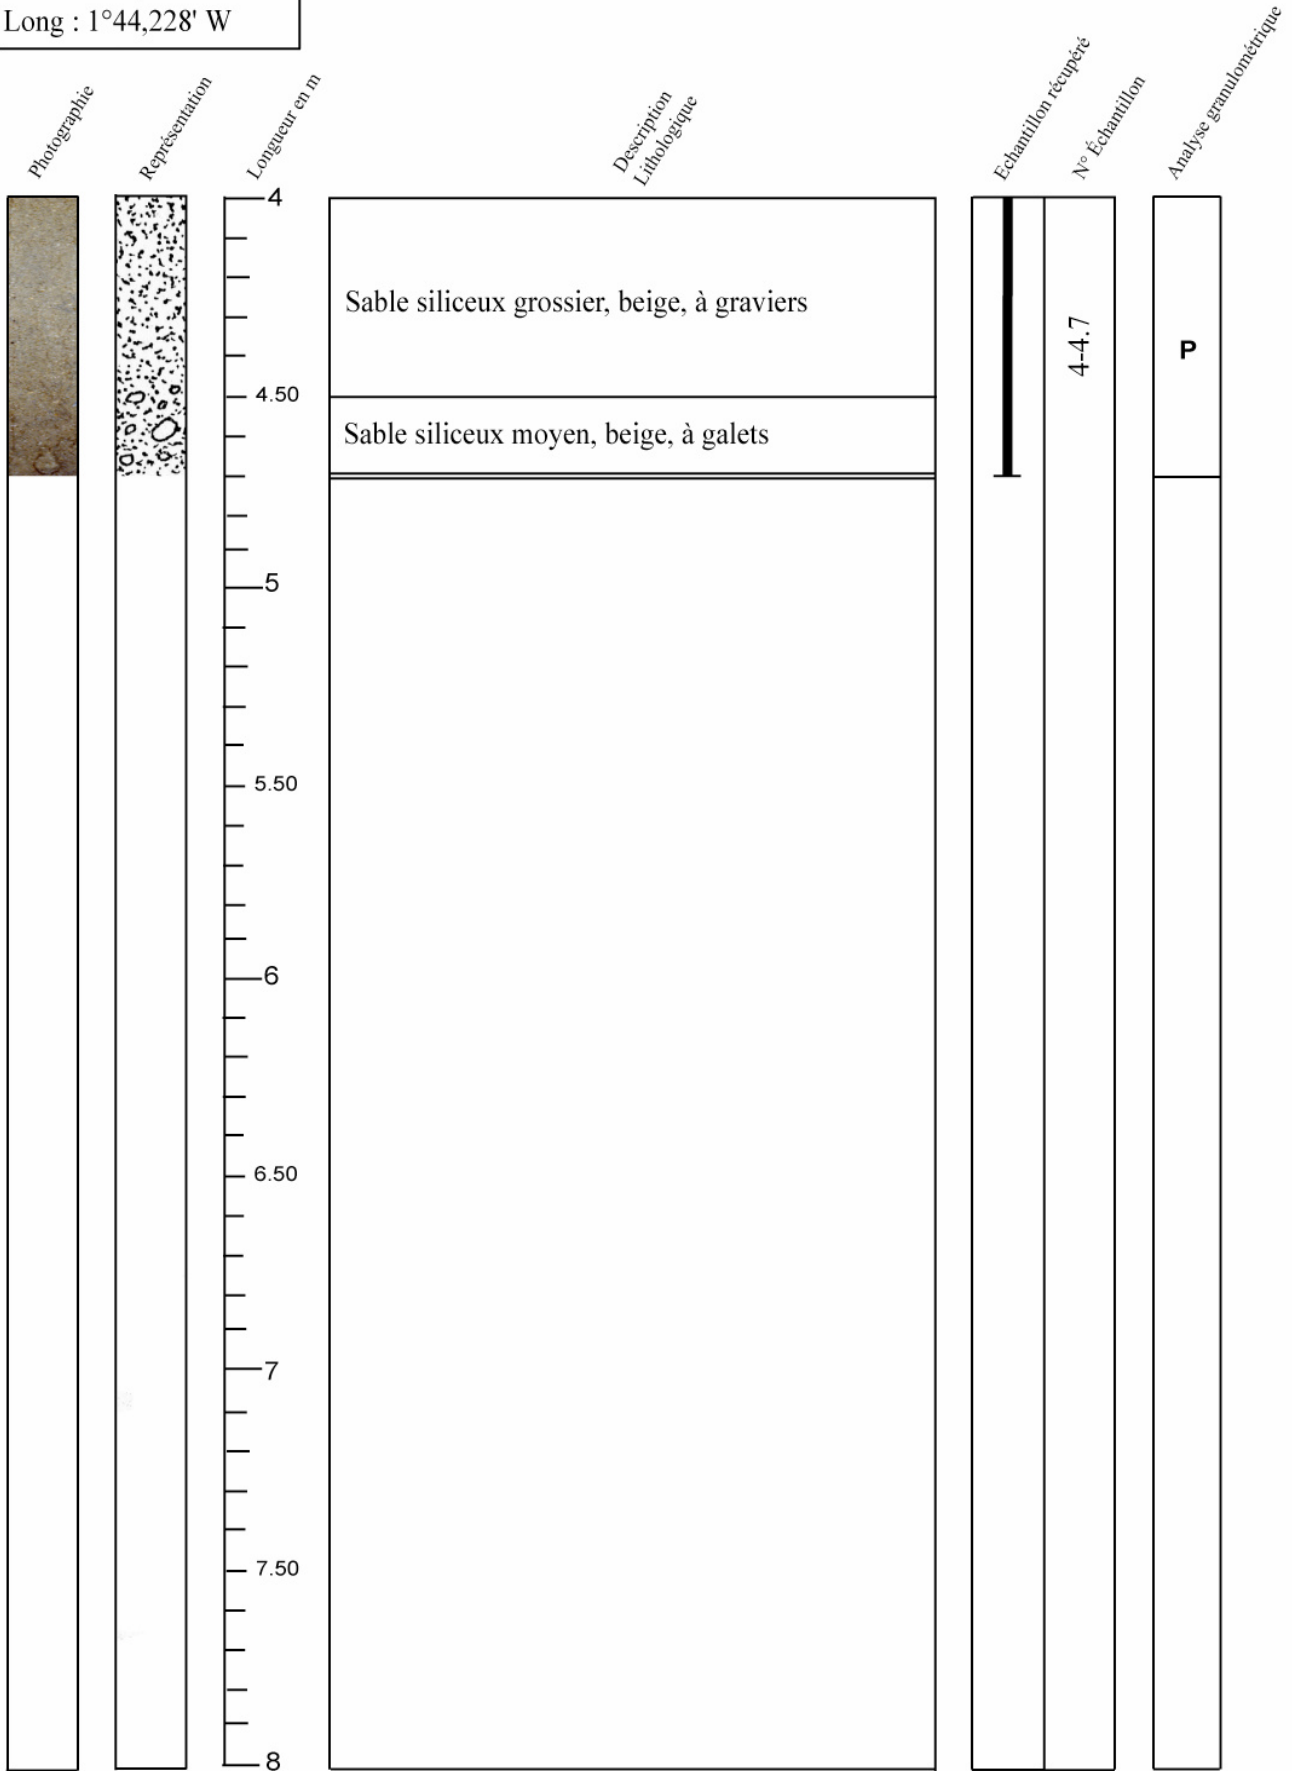 Long : 1°44,228' W
Photographie
Représentation
Longueur en m
Description
Lithologique
Echantillon récupéré
N° Échantillon
Analyse granulométrique
4
Sable siliceux grossier, beige, à graviers
4-4.7
P
4.50
Sable siliceux moyen, beige, à galets
5
5.50
6
6.50
7
7.50
8